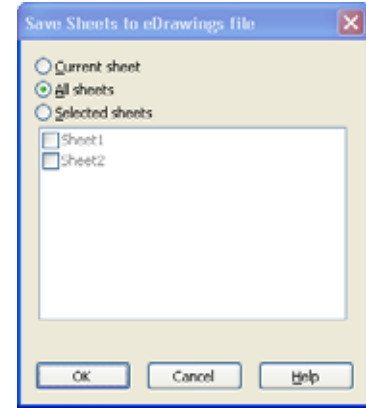 Save Sheets to eDrawings file
Current sheet
All sheets
Selected sheets
Sheet1
Sheet2
OK Cancel Help